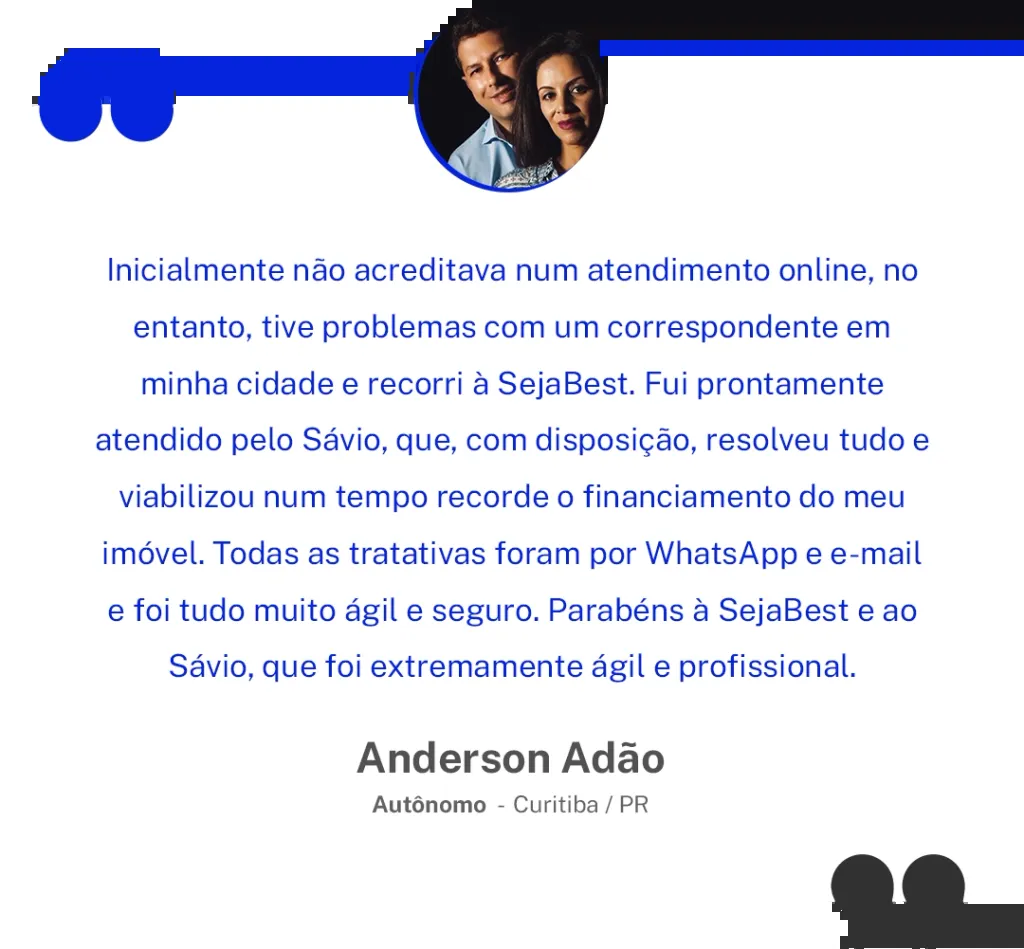 Inicialmente não acreditava num atendimento online, no
entanto, tive problemas com um correspondente em
minha cidade e recorri à SejaBest. Fui prontamente
atendido pelo Sávio, que, com disposição, resolveu tudo e
viabilizou num tempo recorde o financiamento do meu
imóvel. Todas as tratativas foram por WhatsApp e e-mail
e foi tudo muito ágil e seguro. Parabéns à SejaBest e ao
Sávio, que foi extremamente ágil e profissional.
Anderson Adão
Autônomo - Curitiba / PR